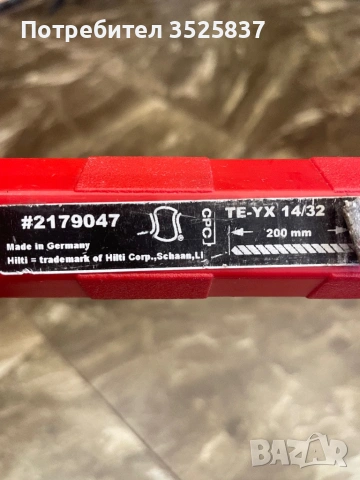 Потребител 3525837
#2179047
CPC
TE-YX 14/32
200 mm
Made in Germany
Hilti = trademark of Hilti Corp.,Schaan,LI
BAZAR